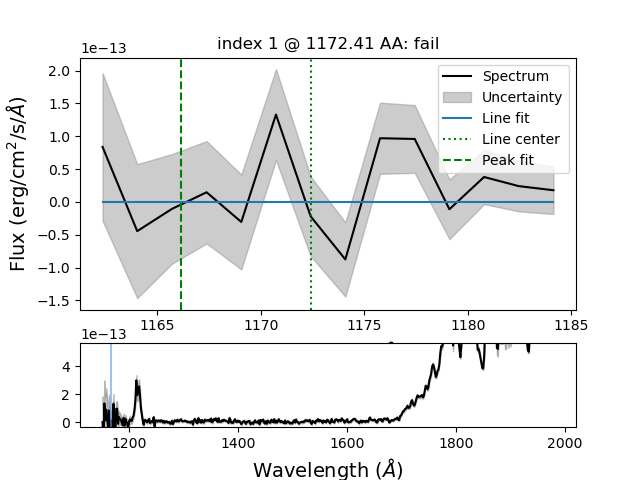 index 1 @ 1172.41 AA: fail
1e−13
2.0
1.5
1.0
0.5
0.0
−0.5
−1.0
−1.5
Flux (erg/cm²/s/Å)
Spectrum
Uncertainty
Line fit
Line center
Peak fit
1165 1170 1175 1180 1185
1e−13
4
2
0
1200 1400 1600 1800 2000
Wavelength (Å)